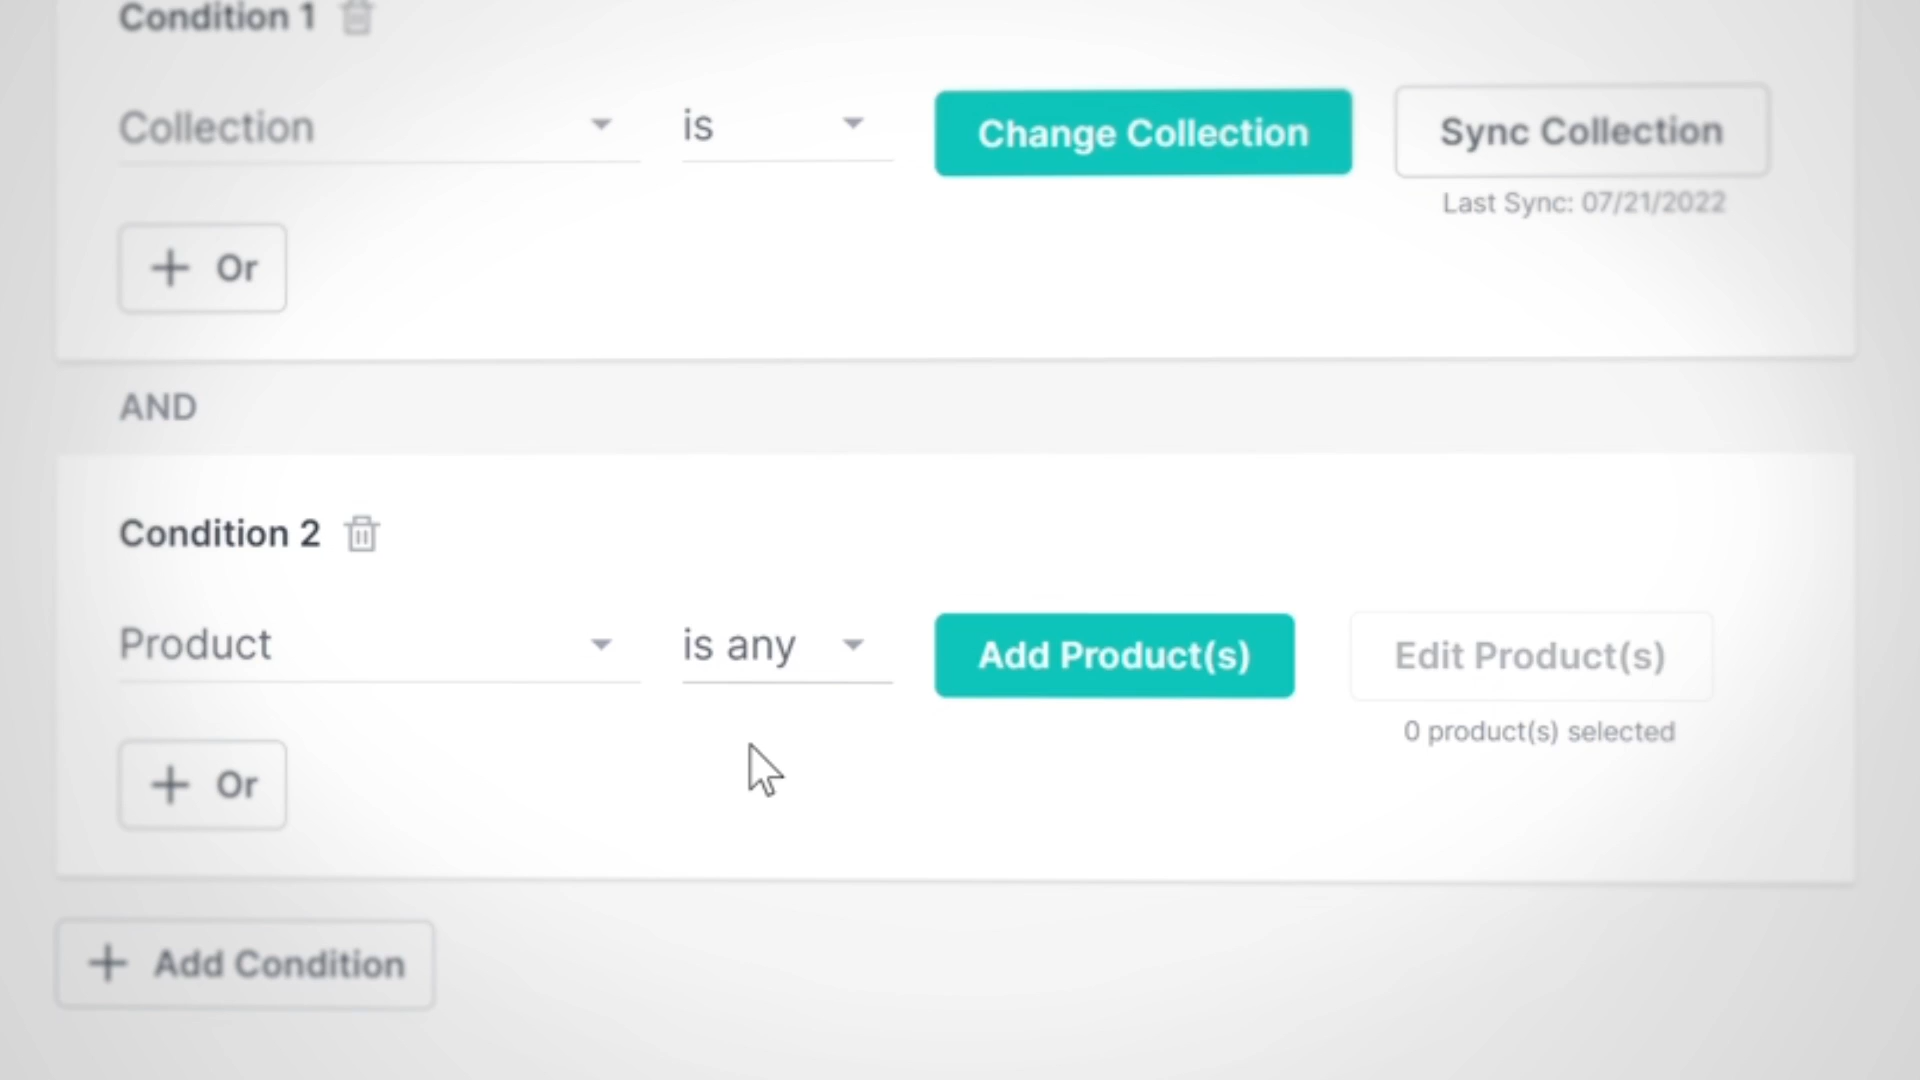 Condition 1
Collection
is
Change Collection
Sync Collection
Last Sync: 07/21/2022
+ Or
AND
Condition 2
Product
is any
Add Product(s)
Edit Product(s)
0 product(s) selected
+ Or
+ Add Condition